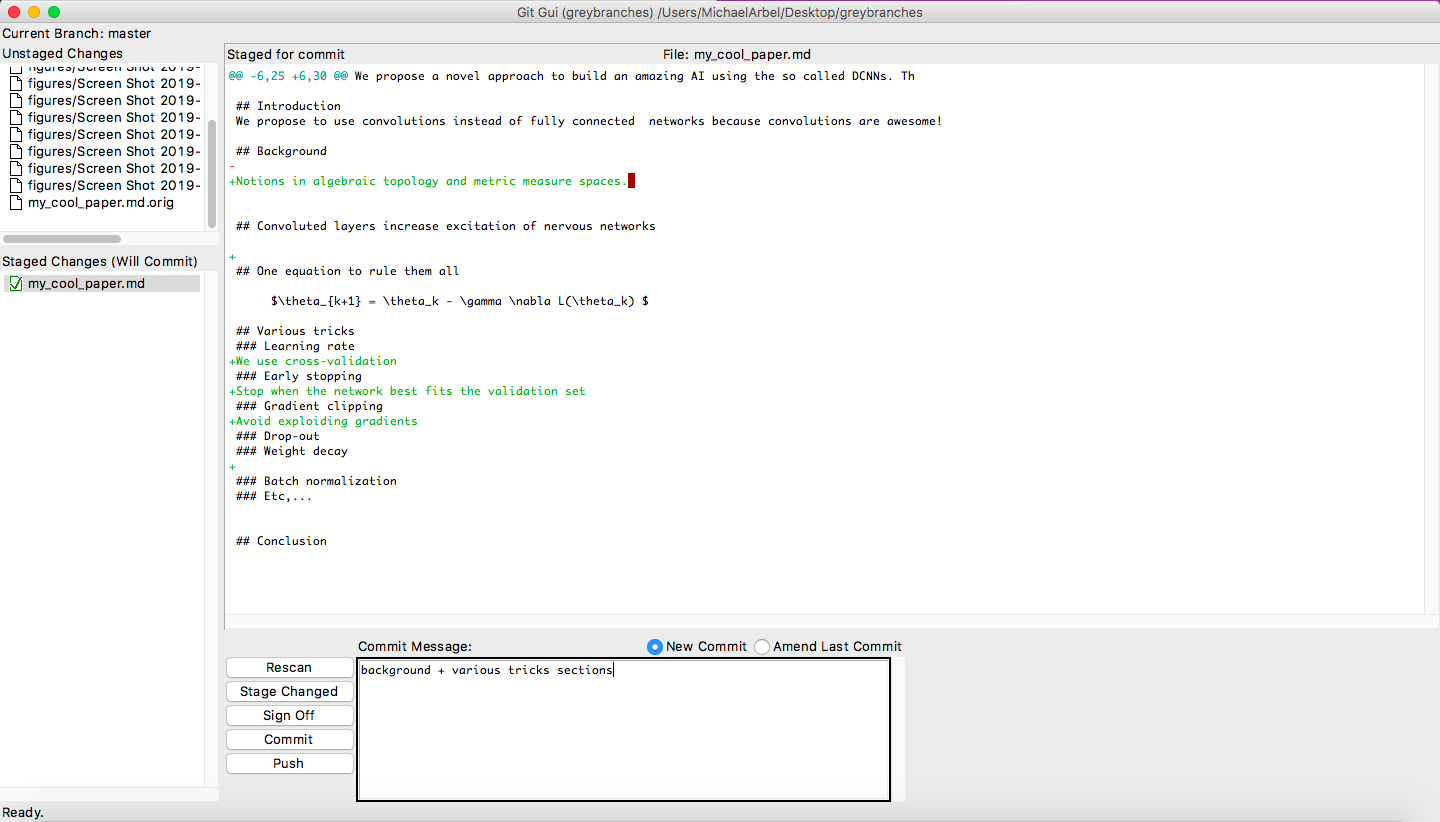 Git Gui (greybranches) /Users/MichaelArbel/Desktop/greybranches
Current Branch: master
Unstaged Changes
figures/Screen Shot 2019-
figures/Screen Shot 2019-
figures/Screen Shot 2019-
figures/Screen Shot 2019-
figures/Screen Shot 2019-
figures/Screen Shot 2019-
figures/Screen Shot 2019-
figures/Screen Shot 2019-
my_cool_paper.md.orig
Staged Changes (Will Commit)
my_cool_paper.md
Staged for commit File: my_cool_paper.md
@@ -6,25 +6,30 @@ We propose a novel approach to build an amazing AI using the so called DCNNs. Th
## Introduction
We propose to use convolutions instead of fully connected  networks because convolutions are awesome!
## Background
-
+Notions in algebraic topology and metric measure spaces.
## Convoluted layers increase excitation of nervous networks
+
## One equation to rule them all
$\theta_{k+1} = \theta_k - \gamma \nabla L(\theta_k) $
## Various tricks
### Learning rate
+We use cross-validation
### Early stopping
+Stop when the network best fits the validation set
### Gradient clipping
+Avoid exploiding gradients
### Drop-out
### Weight decay
+
### Batch normalization
### Etc,...
## Conclusion
Commit Message: New Commit Amend Last Commit
Rescan
Stage Changed
Sign Off
Commit
Push
background + various tricks sections
Ready.